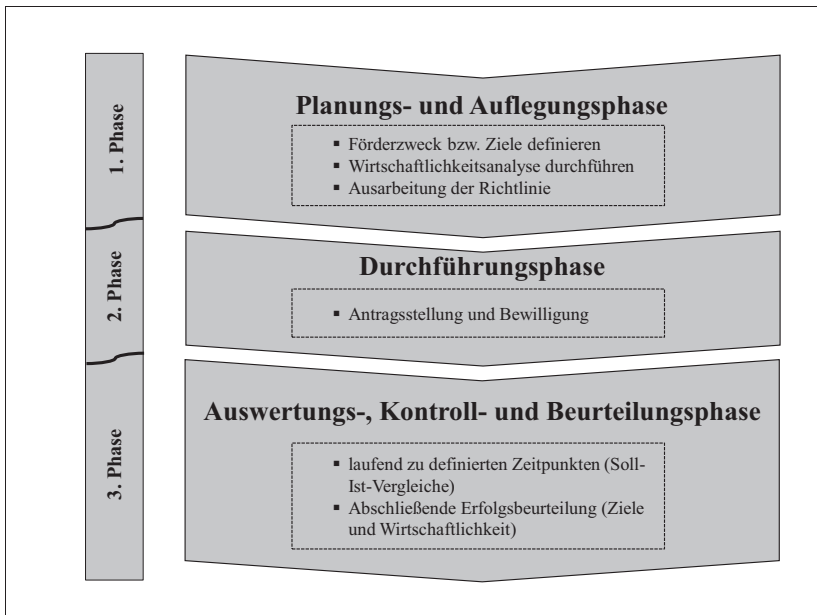 1. Phase
Planungs- und Auflegungsphase
▪ Förderzweck bzw. Ziele definieren
▪ Wirtschaftlichkeitsanalyse durchführen
▪ Ausarbeitung der Richtlinie
2. Phase
Durchführungsphase
▪ Antragsstellung und Bewilligung
3. Phase
Auswertungs-, Kontroll- und Beurteilungsphase
▪ laufend zu definierten Zeitpunkten (Soll-
Ist-Vergleiche)
▪ Abschließende Erfolgsbeurteilung (Ziele
und Wirtschaftlichkeit)